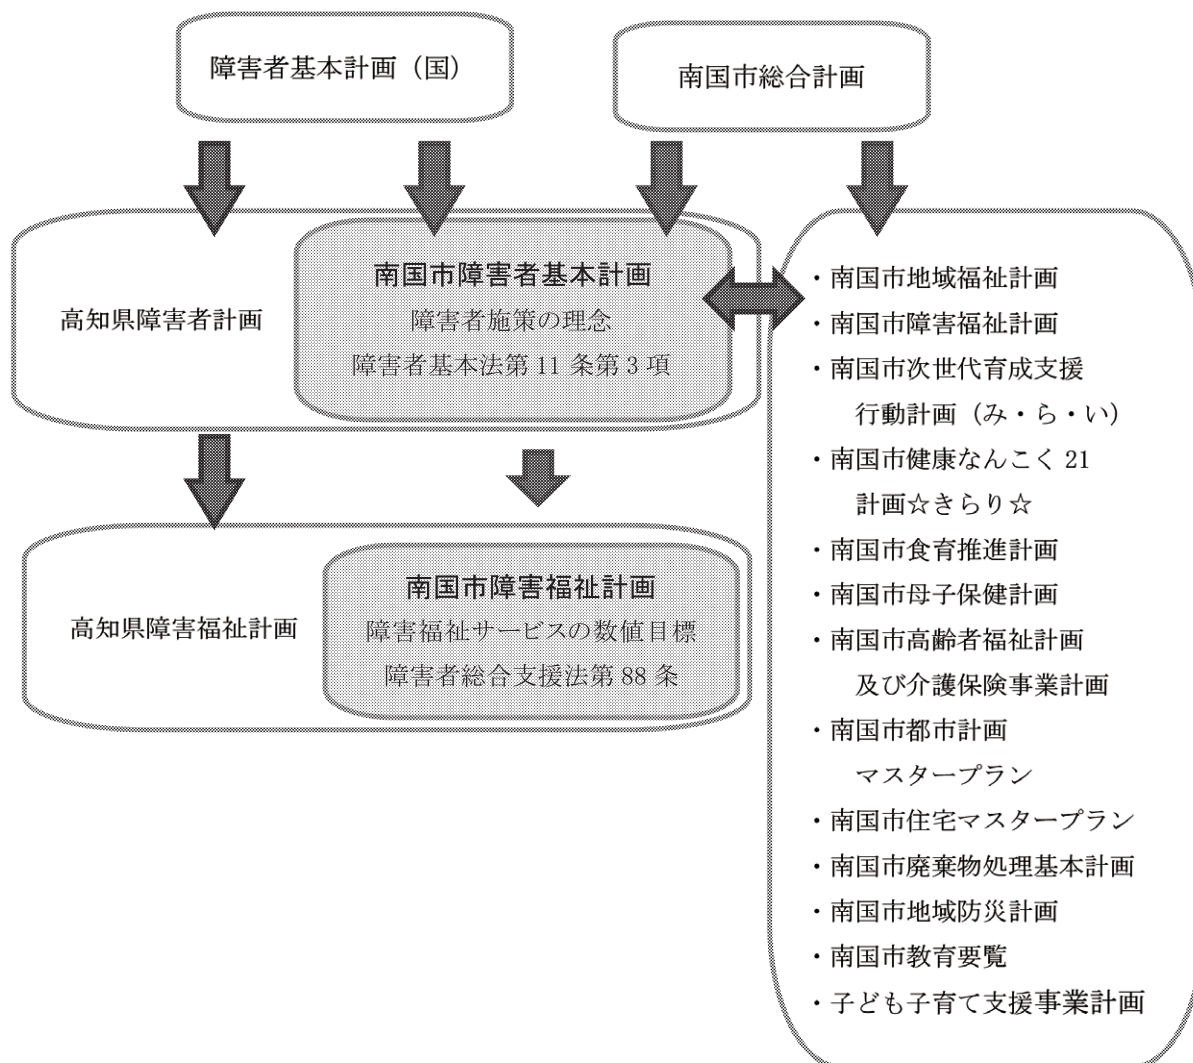 障害者基本計画（国）
南国市総合計画
高知県障害者計画
南国市障害者基本計画
障害者施策の理念
障害者基本法第 11 条第 3 項
高知県障害福祉計画
南国市障害福祉計画
障害福祉サービスの数値目標
障害者総合支援法第 88 条
・南国市地域福祉計画
・南国市障害福祉計画
・南国市次世代育成支援
行動計画（み・ら・い）
・南国市健康なんこく 21
計画☆きらり☆
・南国市食育推進計画
・南国市母子保健計画
・南国市高齢者福祉計画
及び介護保険事業計画
・南国市都市計画
マスタープラン
・南国市住宅マスタープラン
・南国市廃棄物処理基本計画
・南国市地域防災計画
・南国市教育要覧
・子ども子育て支援事業計画